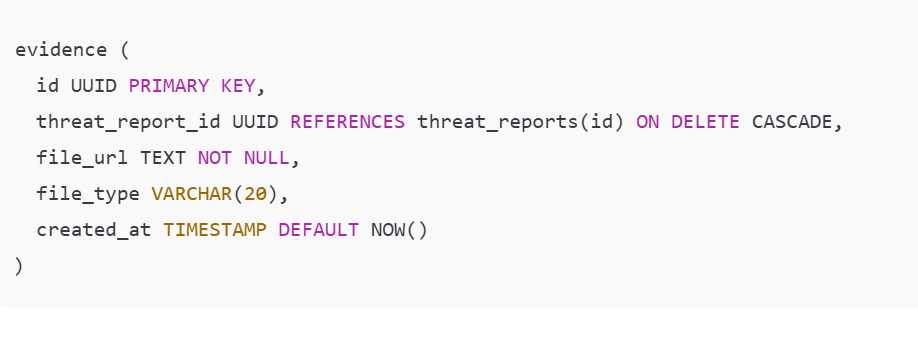 evidence (
  id UUID PRIMARY KEY,
  threat_report_id UUID REFERENCES threat_reports(id) ON DELETE CASCADE,
  file_url TEXT NOT NULL,
  file_type VARCHAR(20),
  created_at TIMESTAMP DEFAULT NOW()
)